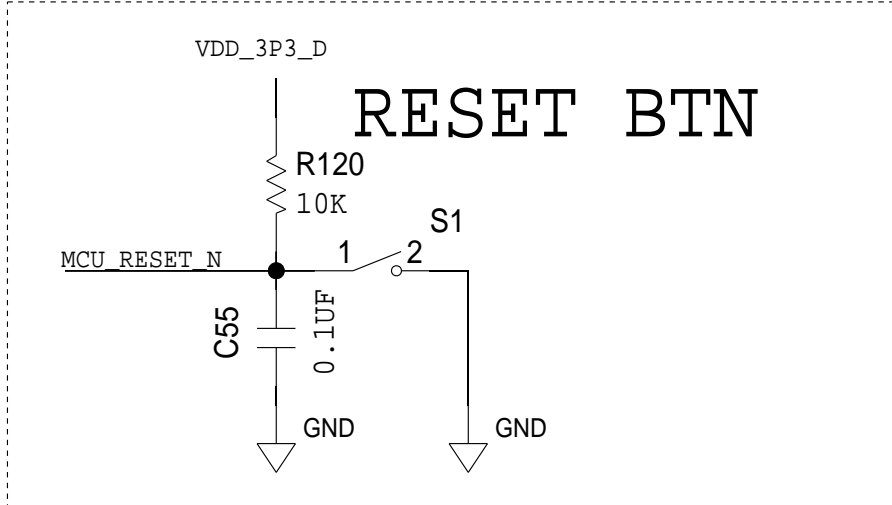 VDD_3P3_D
RESET BTN
R120
10K
S1
MCU_RESET_N
1
2
C55
0.1UF
GND
GND